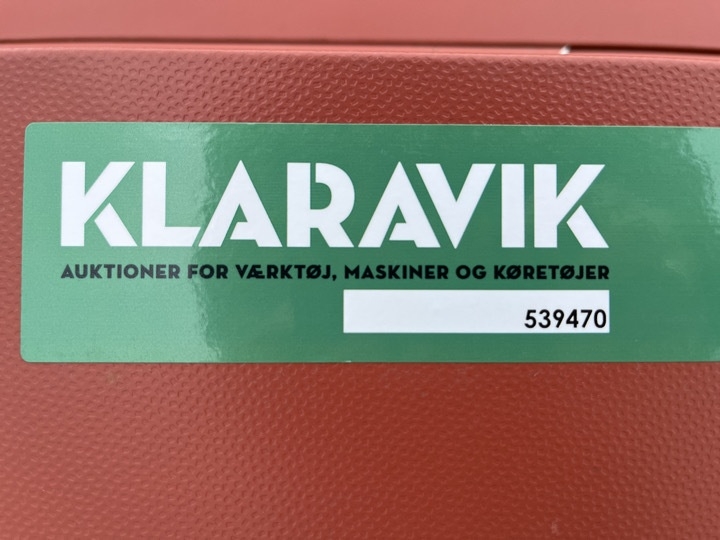 KLARAVIK
AUKTIONER FOR VÆRKTØJ, MASKINER OG KØRETØJER
539470